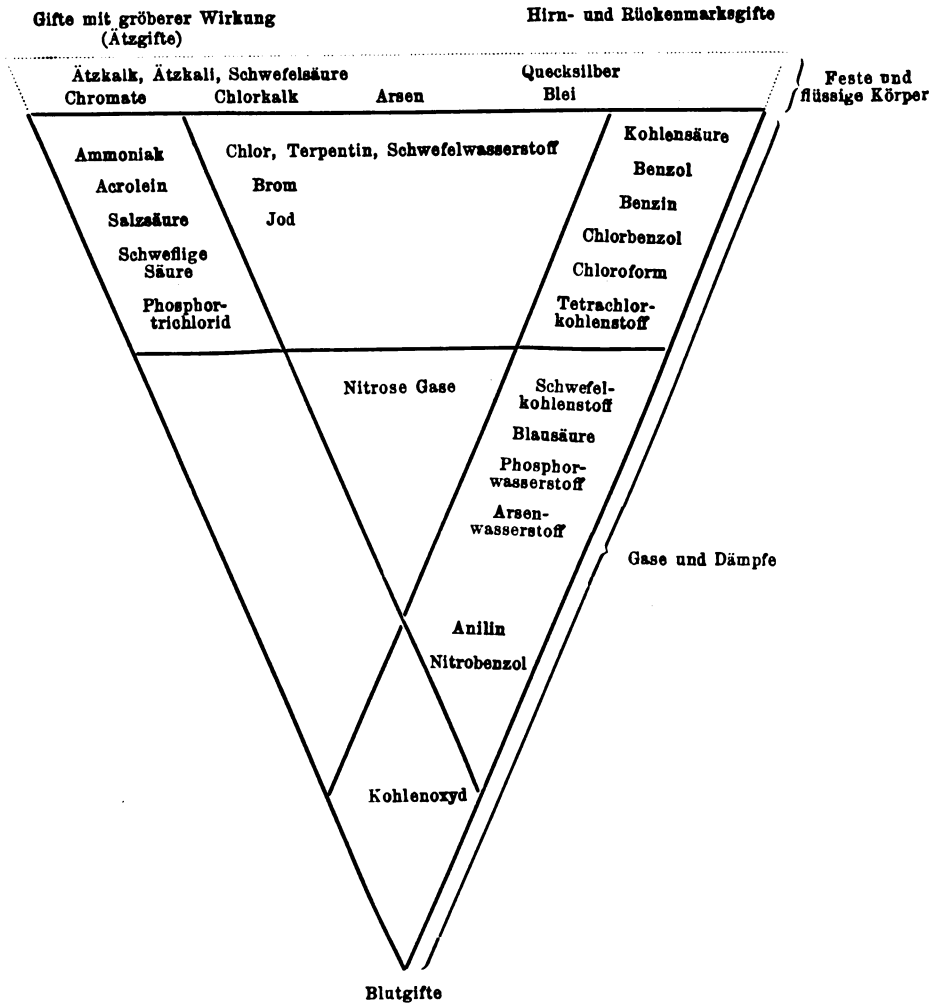 Gifte mit gröberer Wirkung
(Ätzgifte)
Hirn- und Rückenmarksgifte
Ätzkalk, Ätzkali, Schwefelsäure
Chromate Chlorkalk Arsen
Quecksilber
Blei
Feste und
flüssige Körper
Ammoniak
Acrolein
Salzsäure
Schweflige
Säure
Phosphor-
trichlorid
Chlor, Terpentin, Schwefelwasserstoff
Brom
Jod
Kohlensäure
Benzol
Benzin
Chlorbenzol
Chloroform
Tetrachlor-
kohlenstoff
Nitrose Gase
Schwefel-
kohlenstoff
Blausäure
Phosphor-
wasserstoff
Arsen-
wasserstoff
Gase und Dämpfe
Anilin
Nitrobenzol
Kohlenoxyd
Blutgifte